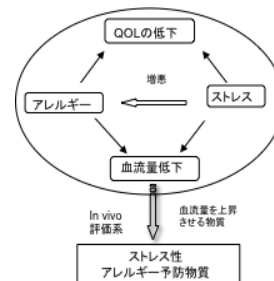 QOLの低下
増悪
アレルギー
ストレス
血流量低下
In vivo
評価系
血流量を上昇
させる物質
ストレス性
アレルギー予防物質